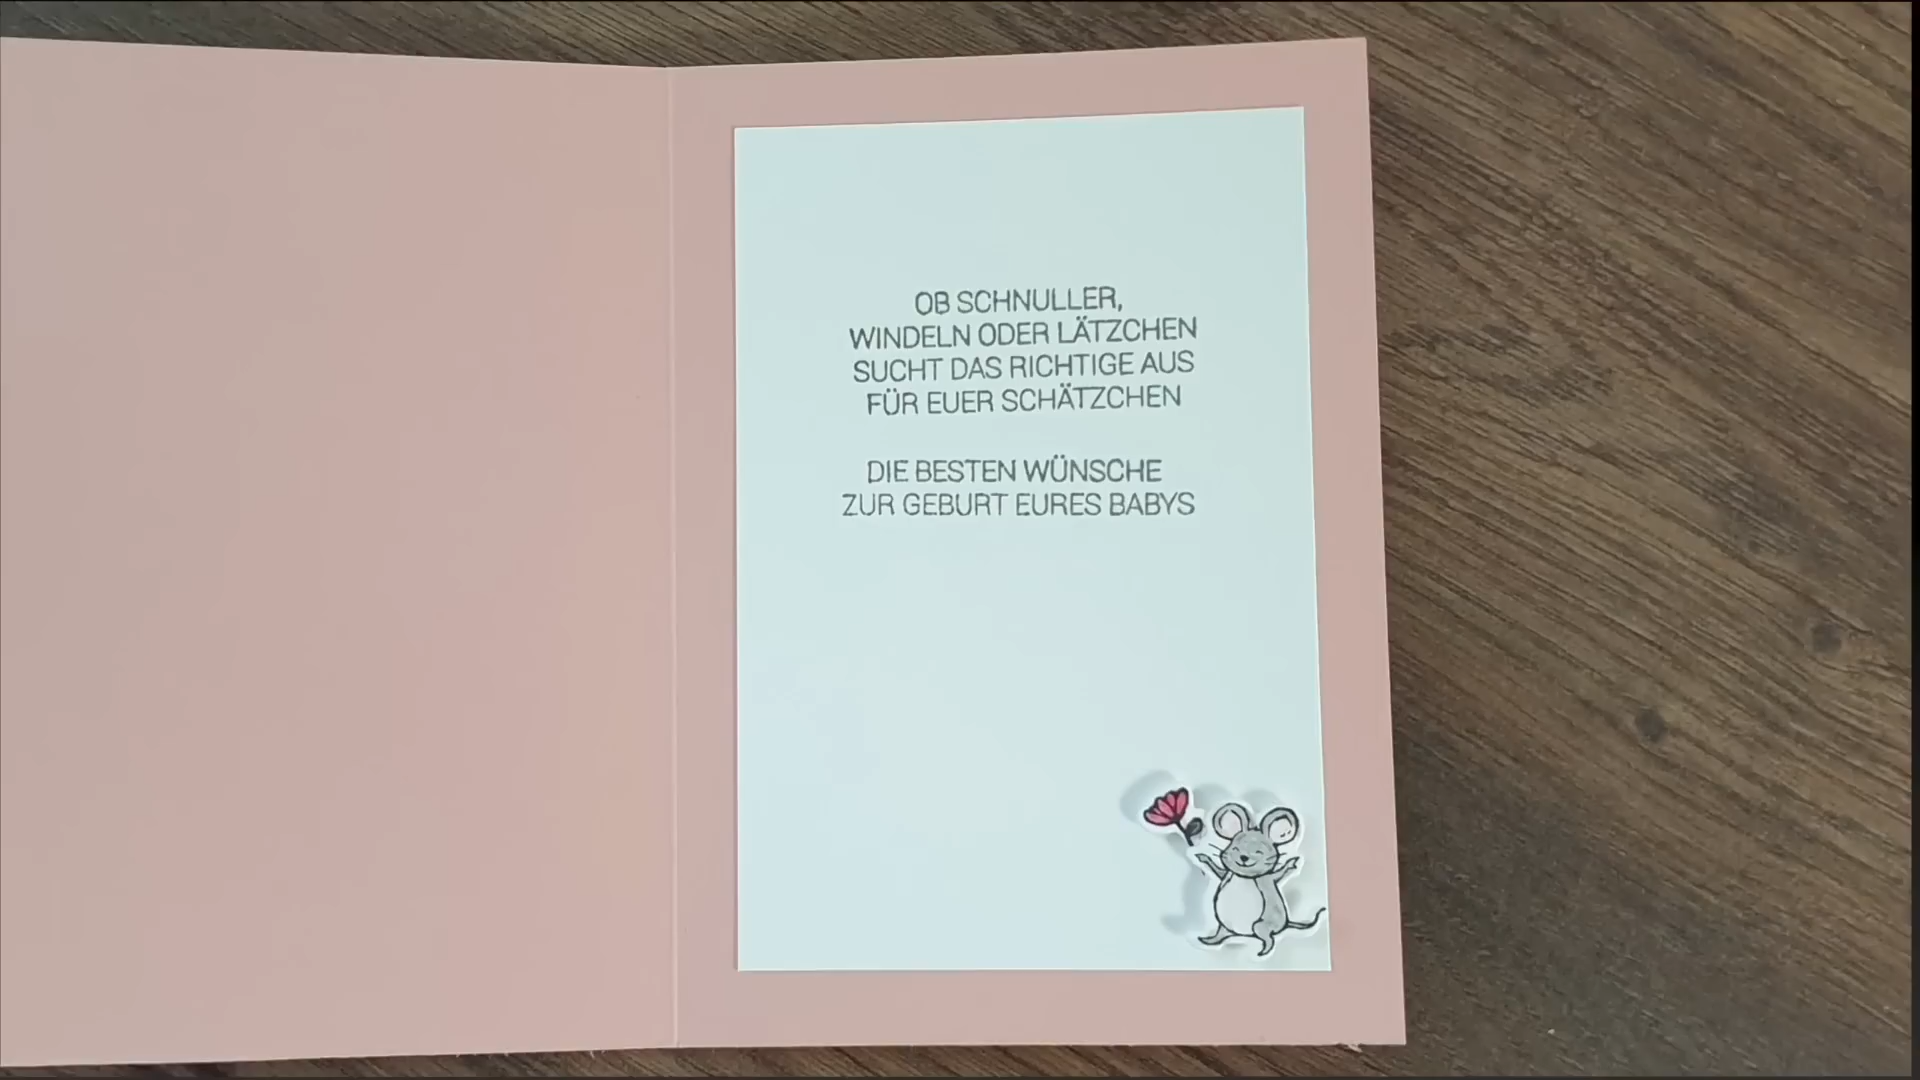 OB SCHNULLER,
WINDELN ODER LÄTZCHEN
SUCHT DAS RICHTIGE AUS
FÜR EUER SCHÄTZCHEN
DIE BESTEN WÜNSCHE
ZUR GEBURT EURES BABYS